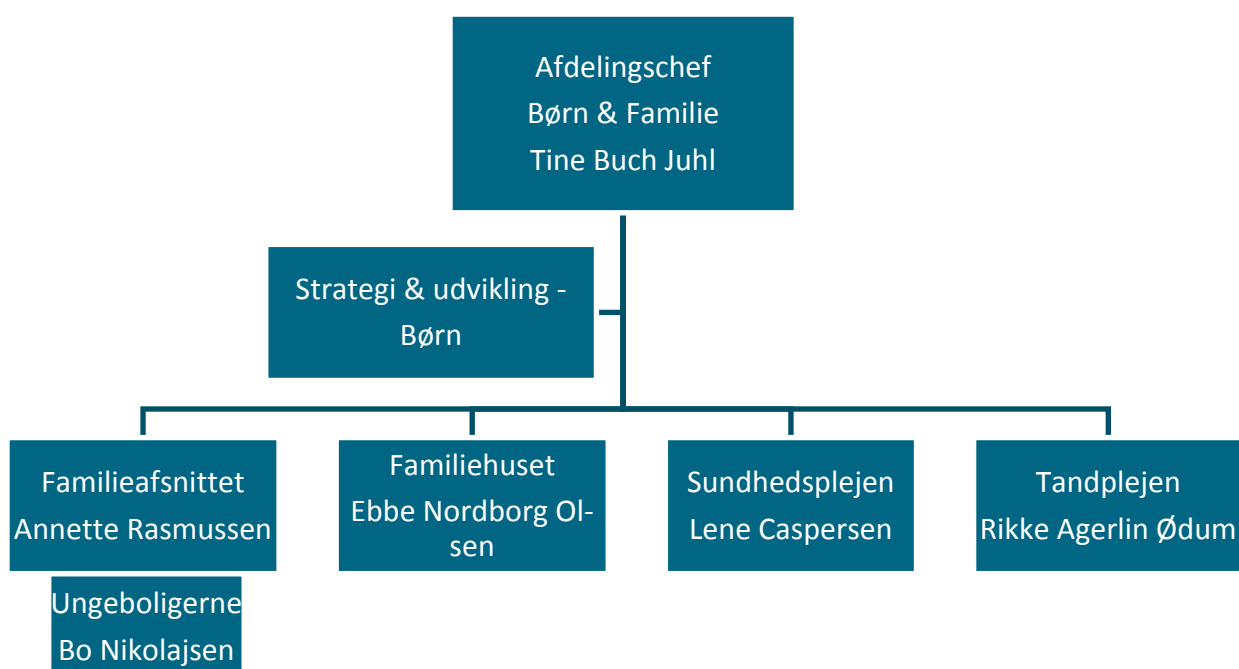 Afdelingschef
Børn & Familie
Tine Buch Juhl
Strategi & udvikling -
Børn
Familieafsnittet
Annette Rasmussen
Familiehuset
Ebbe Nordborg Ol-
sen
Sundhedsplejen
Lene Caspersen
Tandplejen
Rikke Agerlin Ødum
Ungeboligerne
Bo Nikolajsen